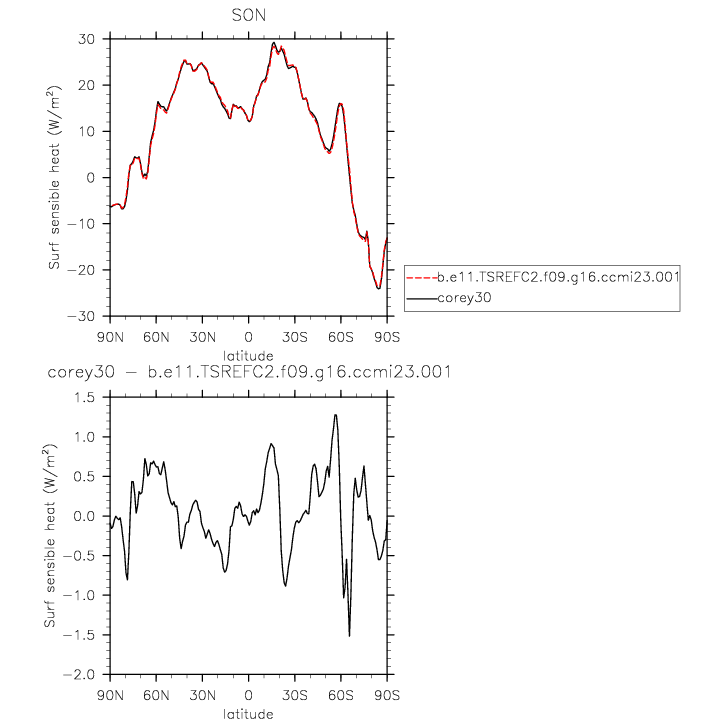 SON
30
20
10
0
−10
−20
−30
Surf sensible heat (W/m²)
90N 60N 30N 0 30S 60S 90S
latitude
b.e11.TSREFC2.f09.g16.ccmi23.001
corey30
corey30 − b.e11.TSREFC2.f09.g16.ccmi23.001
1.5
1.0
0.5
0.0
−0.5
−1.0
−1.5
−2.0
Surf sensible heat (W/m²)
90N 60N 30N 0 30S 60S 90S
latitude